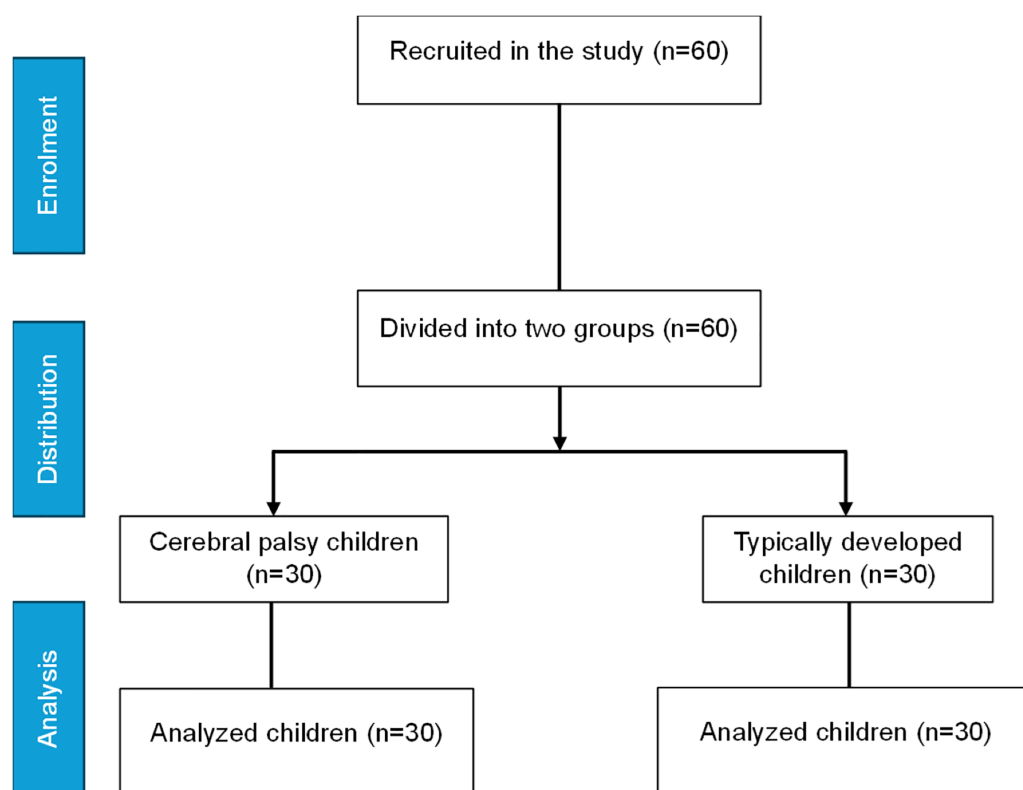 Enrolment
Recruited in the study (n=60)
Distribution
Divided into two groups (n=60)
Cerebral palsy children
(n=30)
Typically developed
children (n=30)
Analysis
Analyzed children (n=30)
Analyzed children (n=30)